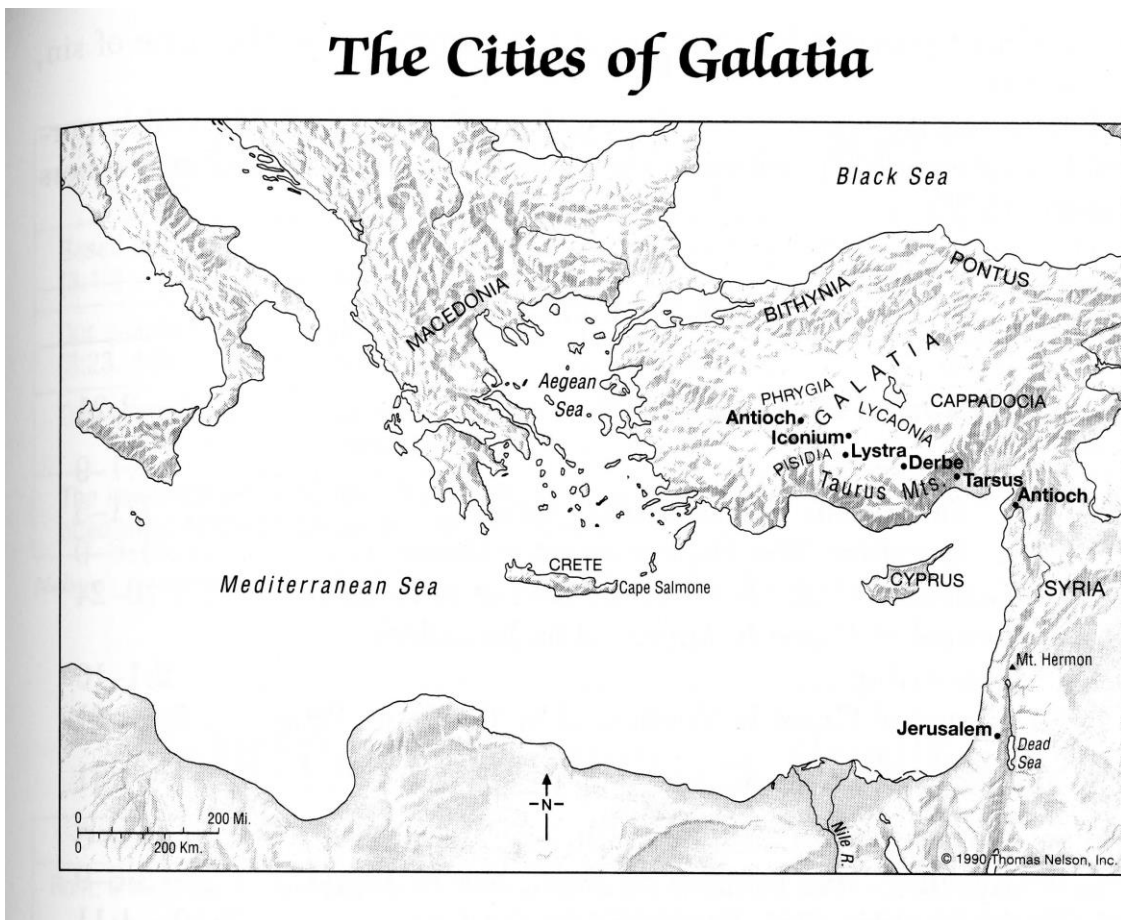 The Cities of Galatia
Black Sea
PONTUS
BITHYNIA
MACEDONIA
GALATIA
Aegean
Sea
PHRYGIA
CAPPADOCIA
LYCAONIA
Antioch
Iconium
Lystra
PISIDIA
Derbe
Taurus Mts.
Tarsus
Antioch
CRETE
Cape Salmone
Mediterranean Sea
CYPRUS
SYRIA
Mt. Hermon
Jerusalem
Dead
Sea
N
0 200 Mi.
0 200 Km.
Nile R.
© 1990 Thomas Nelson, Inc.